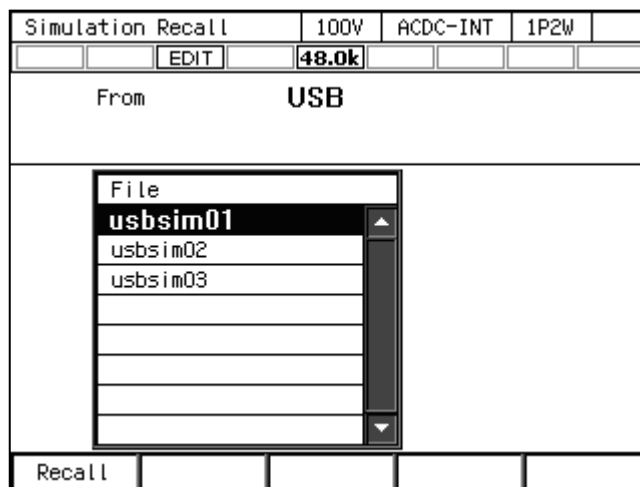 Simulation Recall 100V ACDC-INT 1P2W
EDIT 48.0k
From USB
File
usbsim01
usbsim02
usbsim03
Recall